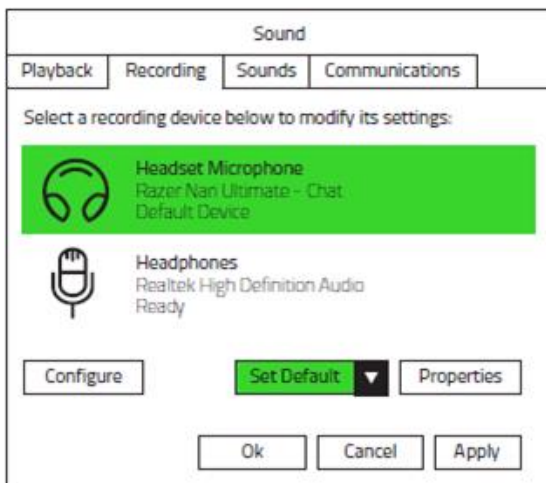 Sound
Playback Recording Sounds Communications
Select a recording device below to modify its settings:
Headset Microphone
Razer Nari Ultimate - Chat
Default Device
Headphones
Realtek High Definition Audio
Ready
Configure Set Default Properties
Ok Cancel Apply